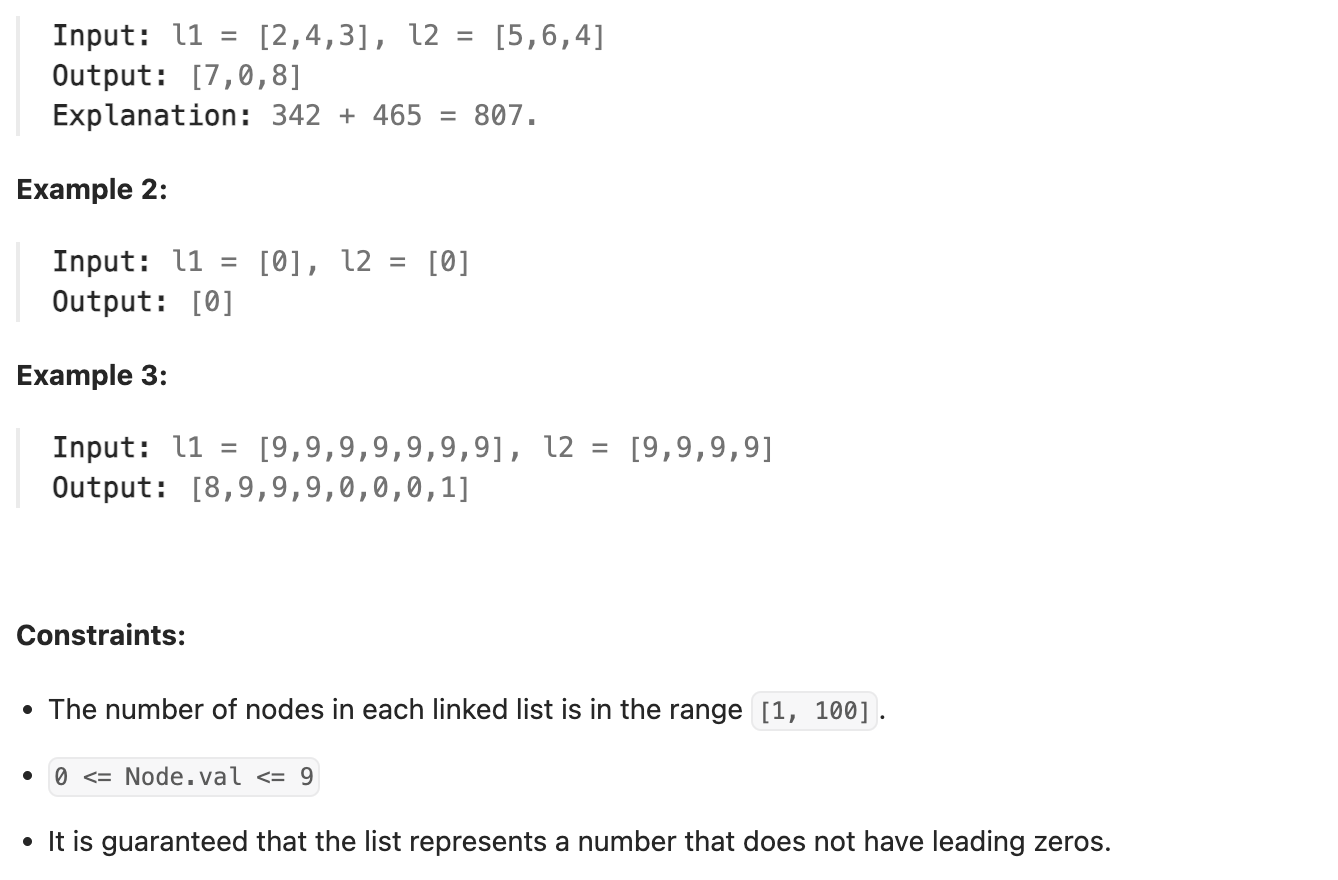 Input: l1 = [2,4,3], l2 = [5,6,4]
Output: [7,0,8]
Explanation: 342 + 465 = 807.
Example 2:
Input: l1 = [0], l2 = [0]
Output: [0]
Example 3:
Input: l1 = [9,9,9,9,9,9,9], l2 = [9,9,9,9]
Output: [8,9,9,9,0,0,0,1]
Constraints:
• The number of nodes in each linked list is in the range [1, 100].
• 0 <= Node.val <= 9
• It is guaranteed that the list represents a number that does not have leading zeros.